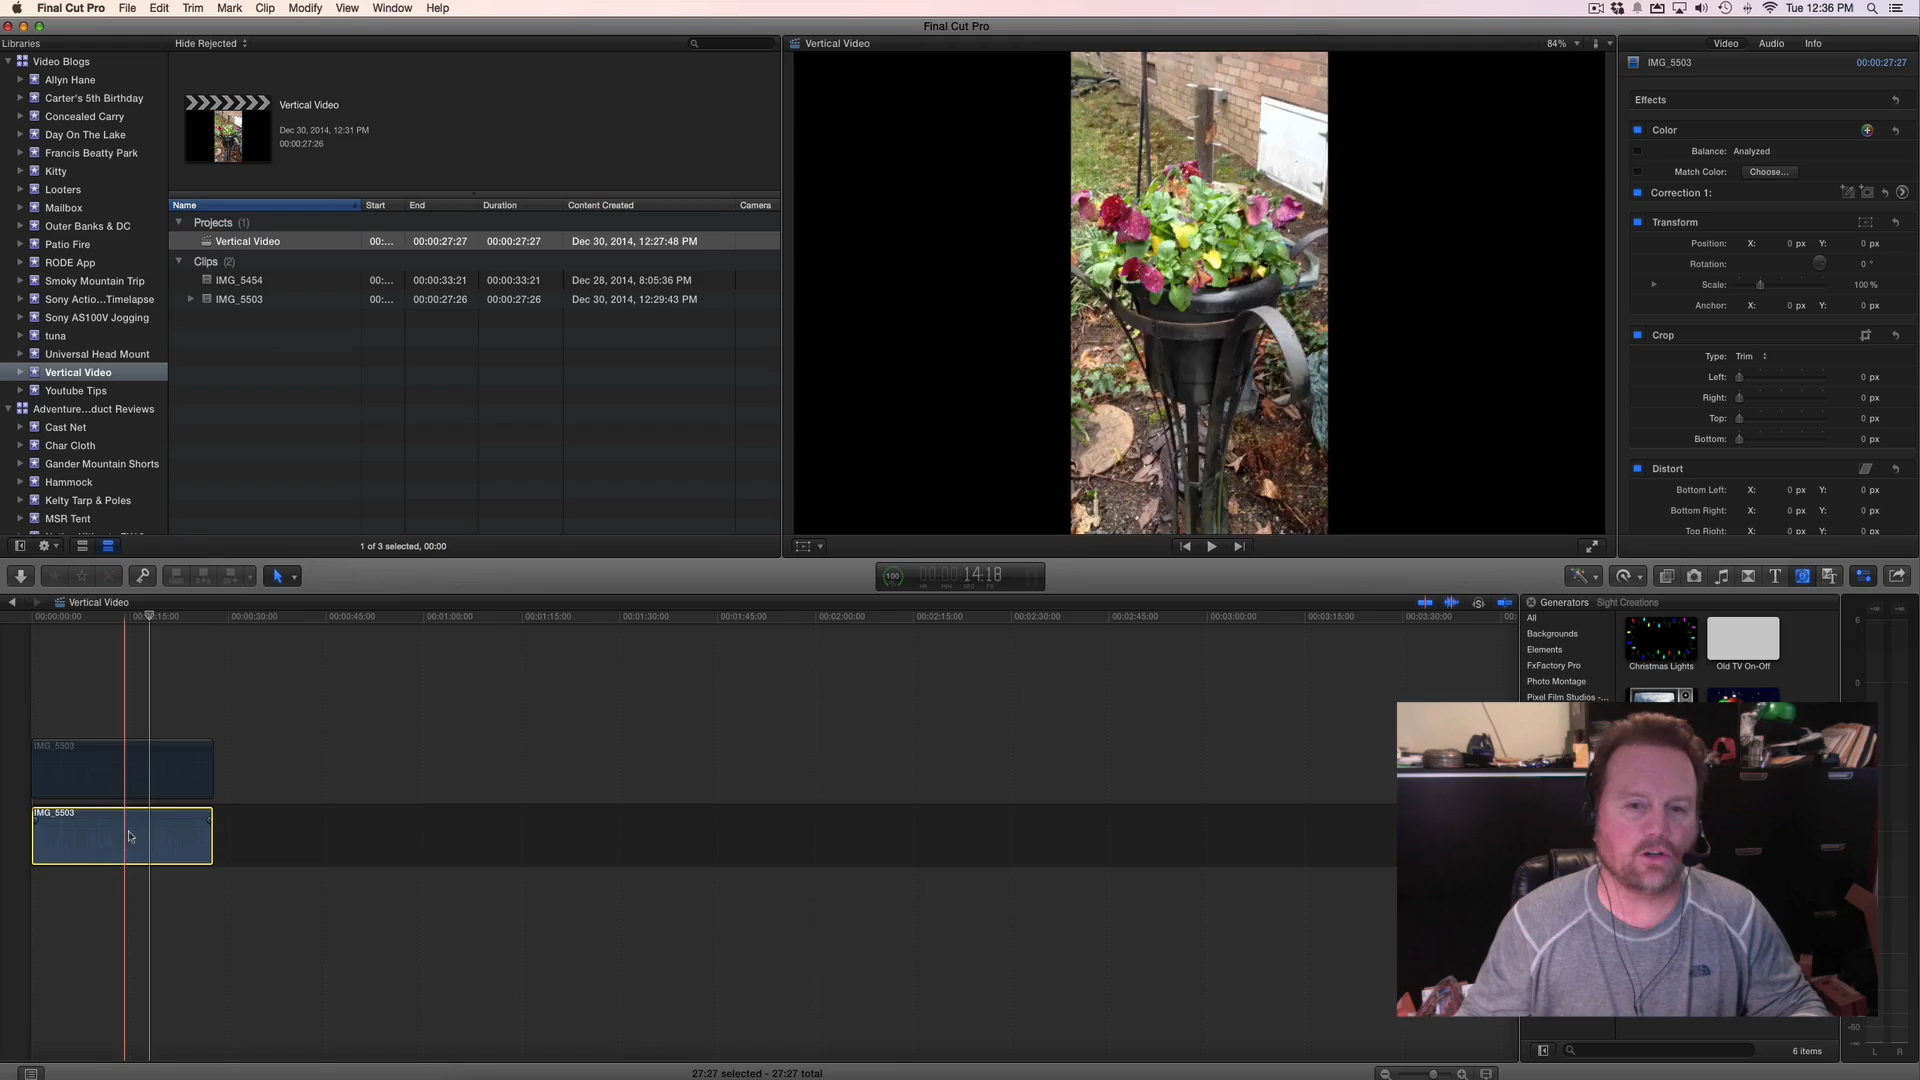 Final Cut Pro File Edit Trim Mark Clip Modify View Window Help
Tue 12:36 PM
Final Cut Pro
Libraries
Video Blogs
Allyn Hane
Carter's 5th Birthday
Concealed Carry
Day On The Lake
Francis Beatty Park
Kitty
Looters
Mailbox
Outer Banks & DC
Patio Fire
RODE App
Smoky Mountain Trip
Sony Actio...Timelapse
Sony AS100V Jogging
tuna
Universal Head Mount
Vertical Video
Youtube Tips
Adventure...duct Reviews
Cast Net
Char Cloth
Gander Mountain Shorts
Hammock
Kelty Tarp & Poles
MSR Tent
Hide Rejected
Vertical Video
Dec 30, 2014, 12:31 PM
00:00:27:26
Name Start End Duration Content Created Camera
Projects (1)
Vertical Video 00:... 00:00:27:27 00:00:27:27 Dec 30, 2014, 12:27:48 PM
Clips (2)
IMG_5454 00:... 00:00:33:21 00:00:33:21 Dec 28, 2014, 8:05:36 PM
IMG_5503 00:... 00:00:27:26 00:00:27:26 Dec 30, 2014, 12:29:43 PM
1 of 3 selected, 00:00
Vertical Video 84%
Video Audio Info
IMG_5503 00:00:27:27
Effects
Color
Balance: Analyzed
Match Color: Choose...
Correction 1:
Transform
Position: X: 0 px Y: 0 px
Rotation: 0 °
Scale: 100 %
Anchor: X: 0 px Y: 0 px
Crop
Type: Trim
Left: 0 px
Right: 0 px
Top: 0 px
Bottom: 0 px
Distort
Bottom Left: X: 0 px Y: 0 px
Bottom Right: X: 0 px Y: 0 px
Top Right: X: 0 px Y: 0 px
100 00:00:14:18
HR MIN SEC FR
Vertical Video
00:00:00:00 15:00 00:00:30:00 00:00:45:00 00:01:00:00 00:01:15:00 00:01:30:00 00:01:45:00 00:02:00:00 00:02:15:00 00:02:30:00 00:02:45:00 00:03:00:00 00:03:15:00 00:03:30:00
IMG_5503
IMG_5503
Generators Sight Creations
All
Backgrounds
Elements
FxFactory Pro
Photo Montage
Pixel Film Studios -...
Christmas Lights Old TV On-Off
6
0
-60
L R
6 items
27:27 selected - 27:27 total